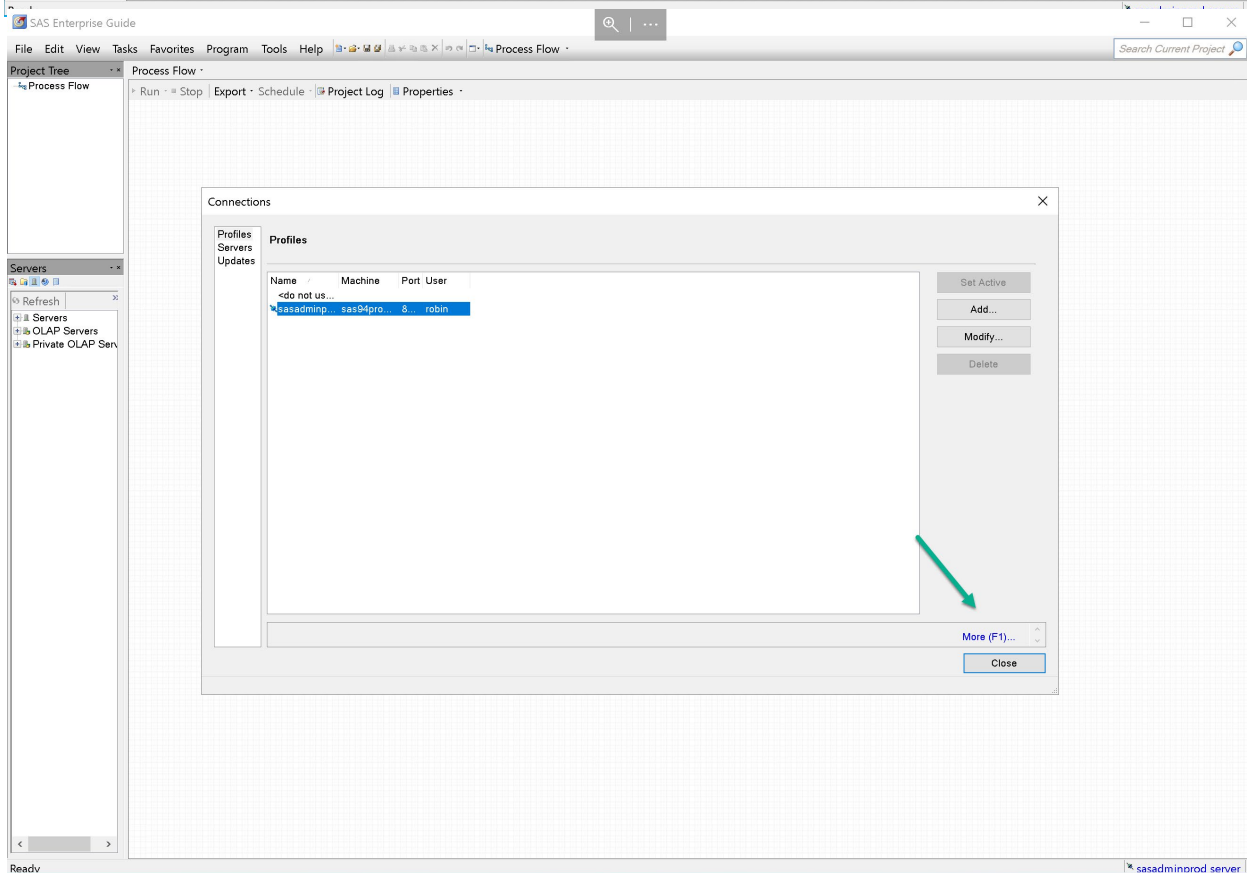 SAS Enterprise Guide
File Edit View Tasks Favorites Program Tools Help Process Flow
Search Current Project
Project Tree
Process Flow
Process Flow
Run Stop Export Schedule Project Log Properties
Connections
Profiles
Servers
Updates
Profiles
Name Machine Port User
<do not us...
sasadminp... sas94pro... 8... robin
Set Active
Add...
Modify...
Delete
More (F1)...
Close
Servers
Refresh
Servers
OLAP Servers
Private OLAP Serv
Ready
sasadminprod server